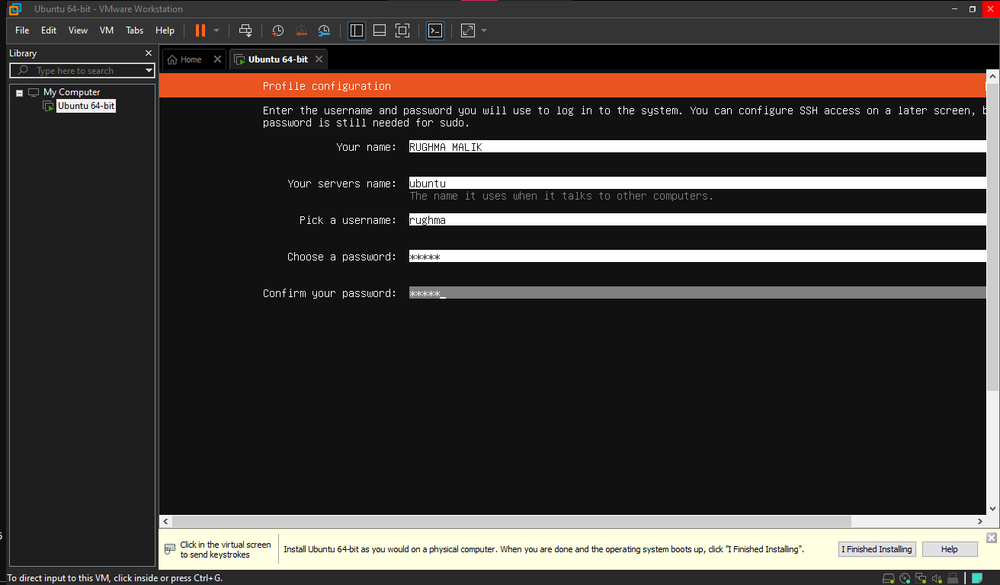 Ubuntu 64-bit - VMware Workstation
File Edit View VM Tabs Help
Library
Type here to search
My Computer
Ubuntu 64-bit
Home
Ubuntu 64-bit
Profile configuration
Enter the username and password you will use to log in to the system. You can configure SSH access on a later screen,
password is still needed for sudo.
Your name: RUGHMA MALIK
Your servers name: ubuntu
The name it uses when it talks to other computers.
Pick a username: rughma
Choose a password: *****
Confirm your password: *****_
Click in the virtual screen
to send keystrokes
Install Ubuntu 64-bit as you would on a physical computer. When you are done and the operating system boots up, click "I Finished Installing".
I Finished Installing
Help
To direct input to this VM, click inside or press Ctrl+G.